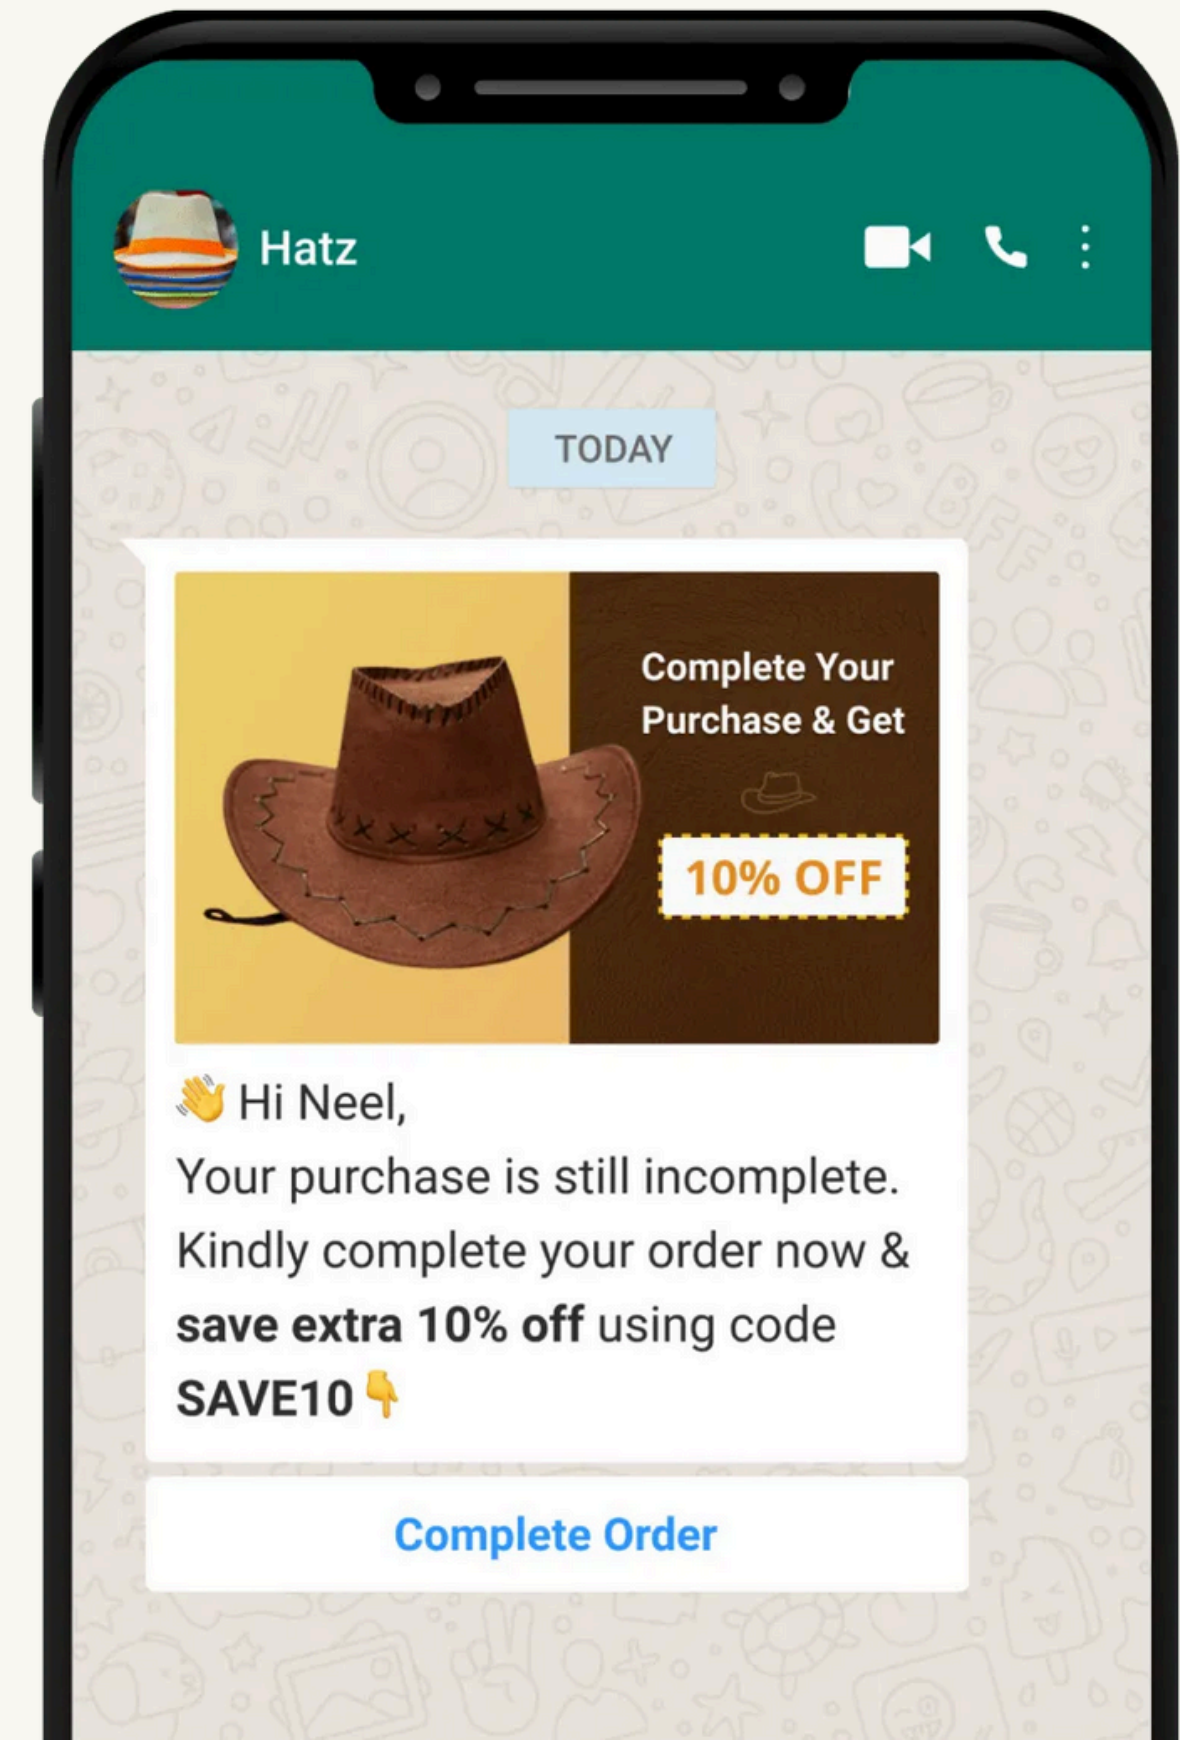 Hatz
TODAY
Complete Your
Purchase & Get
10% OFF
👋 Hi Neel,
Your purchase is still incomplete.
Kindly complete your order now &
save extra 10% off using code
SAVE10👇
Complete Order